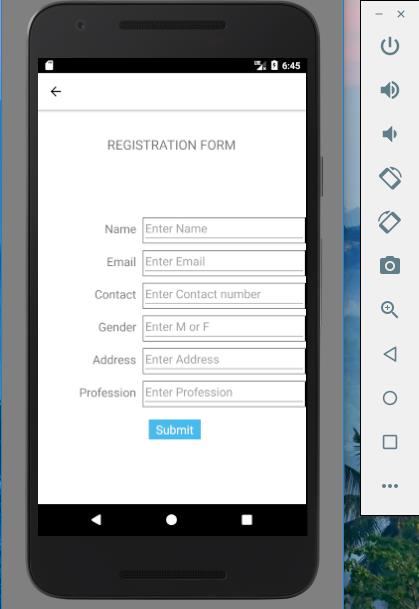 6:45
REGISTRATION FORM
Name Enter Name
Email Enter Email
Contact Enter Contact number
Gender Enter M or F
Address Enter Address
Profession Enter Profession
Submit